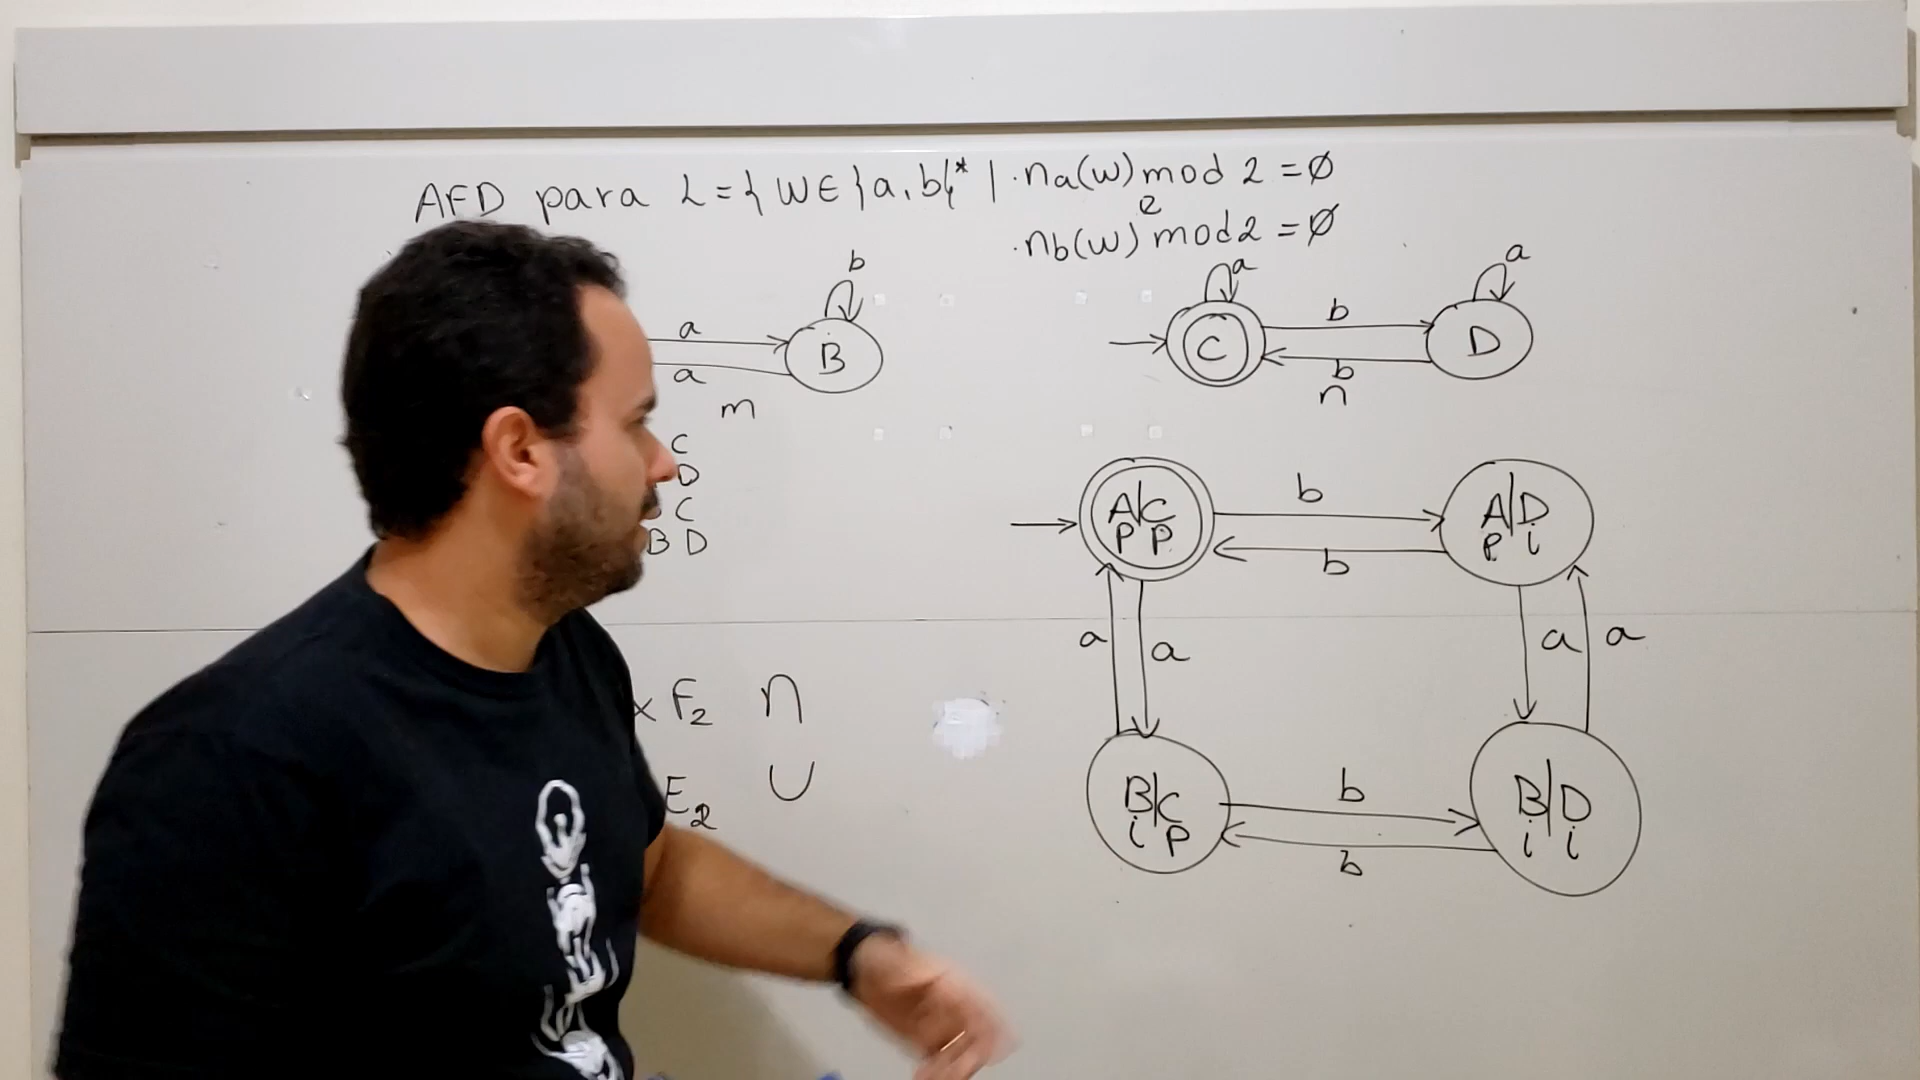 AFD para L = { w ∈ {a, b}* | · na(w) mod 2 = ∅
e
· nb(w) mod 2 = ∅
b
a
a
B
m
a
a
C
b
b
D
n
C
D
C
B D
A|C
P P
b
b
A|D
P i
a
a
a
a
x F₂ ∩
E₂ ∪
B|C
i P
b
b
B|D
i i